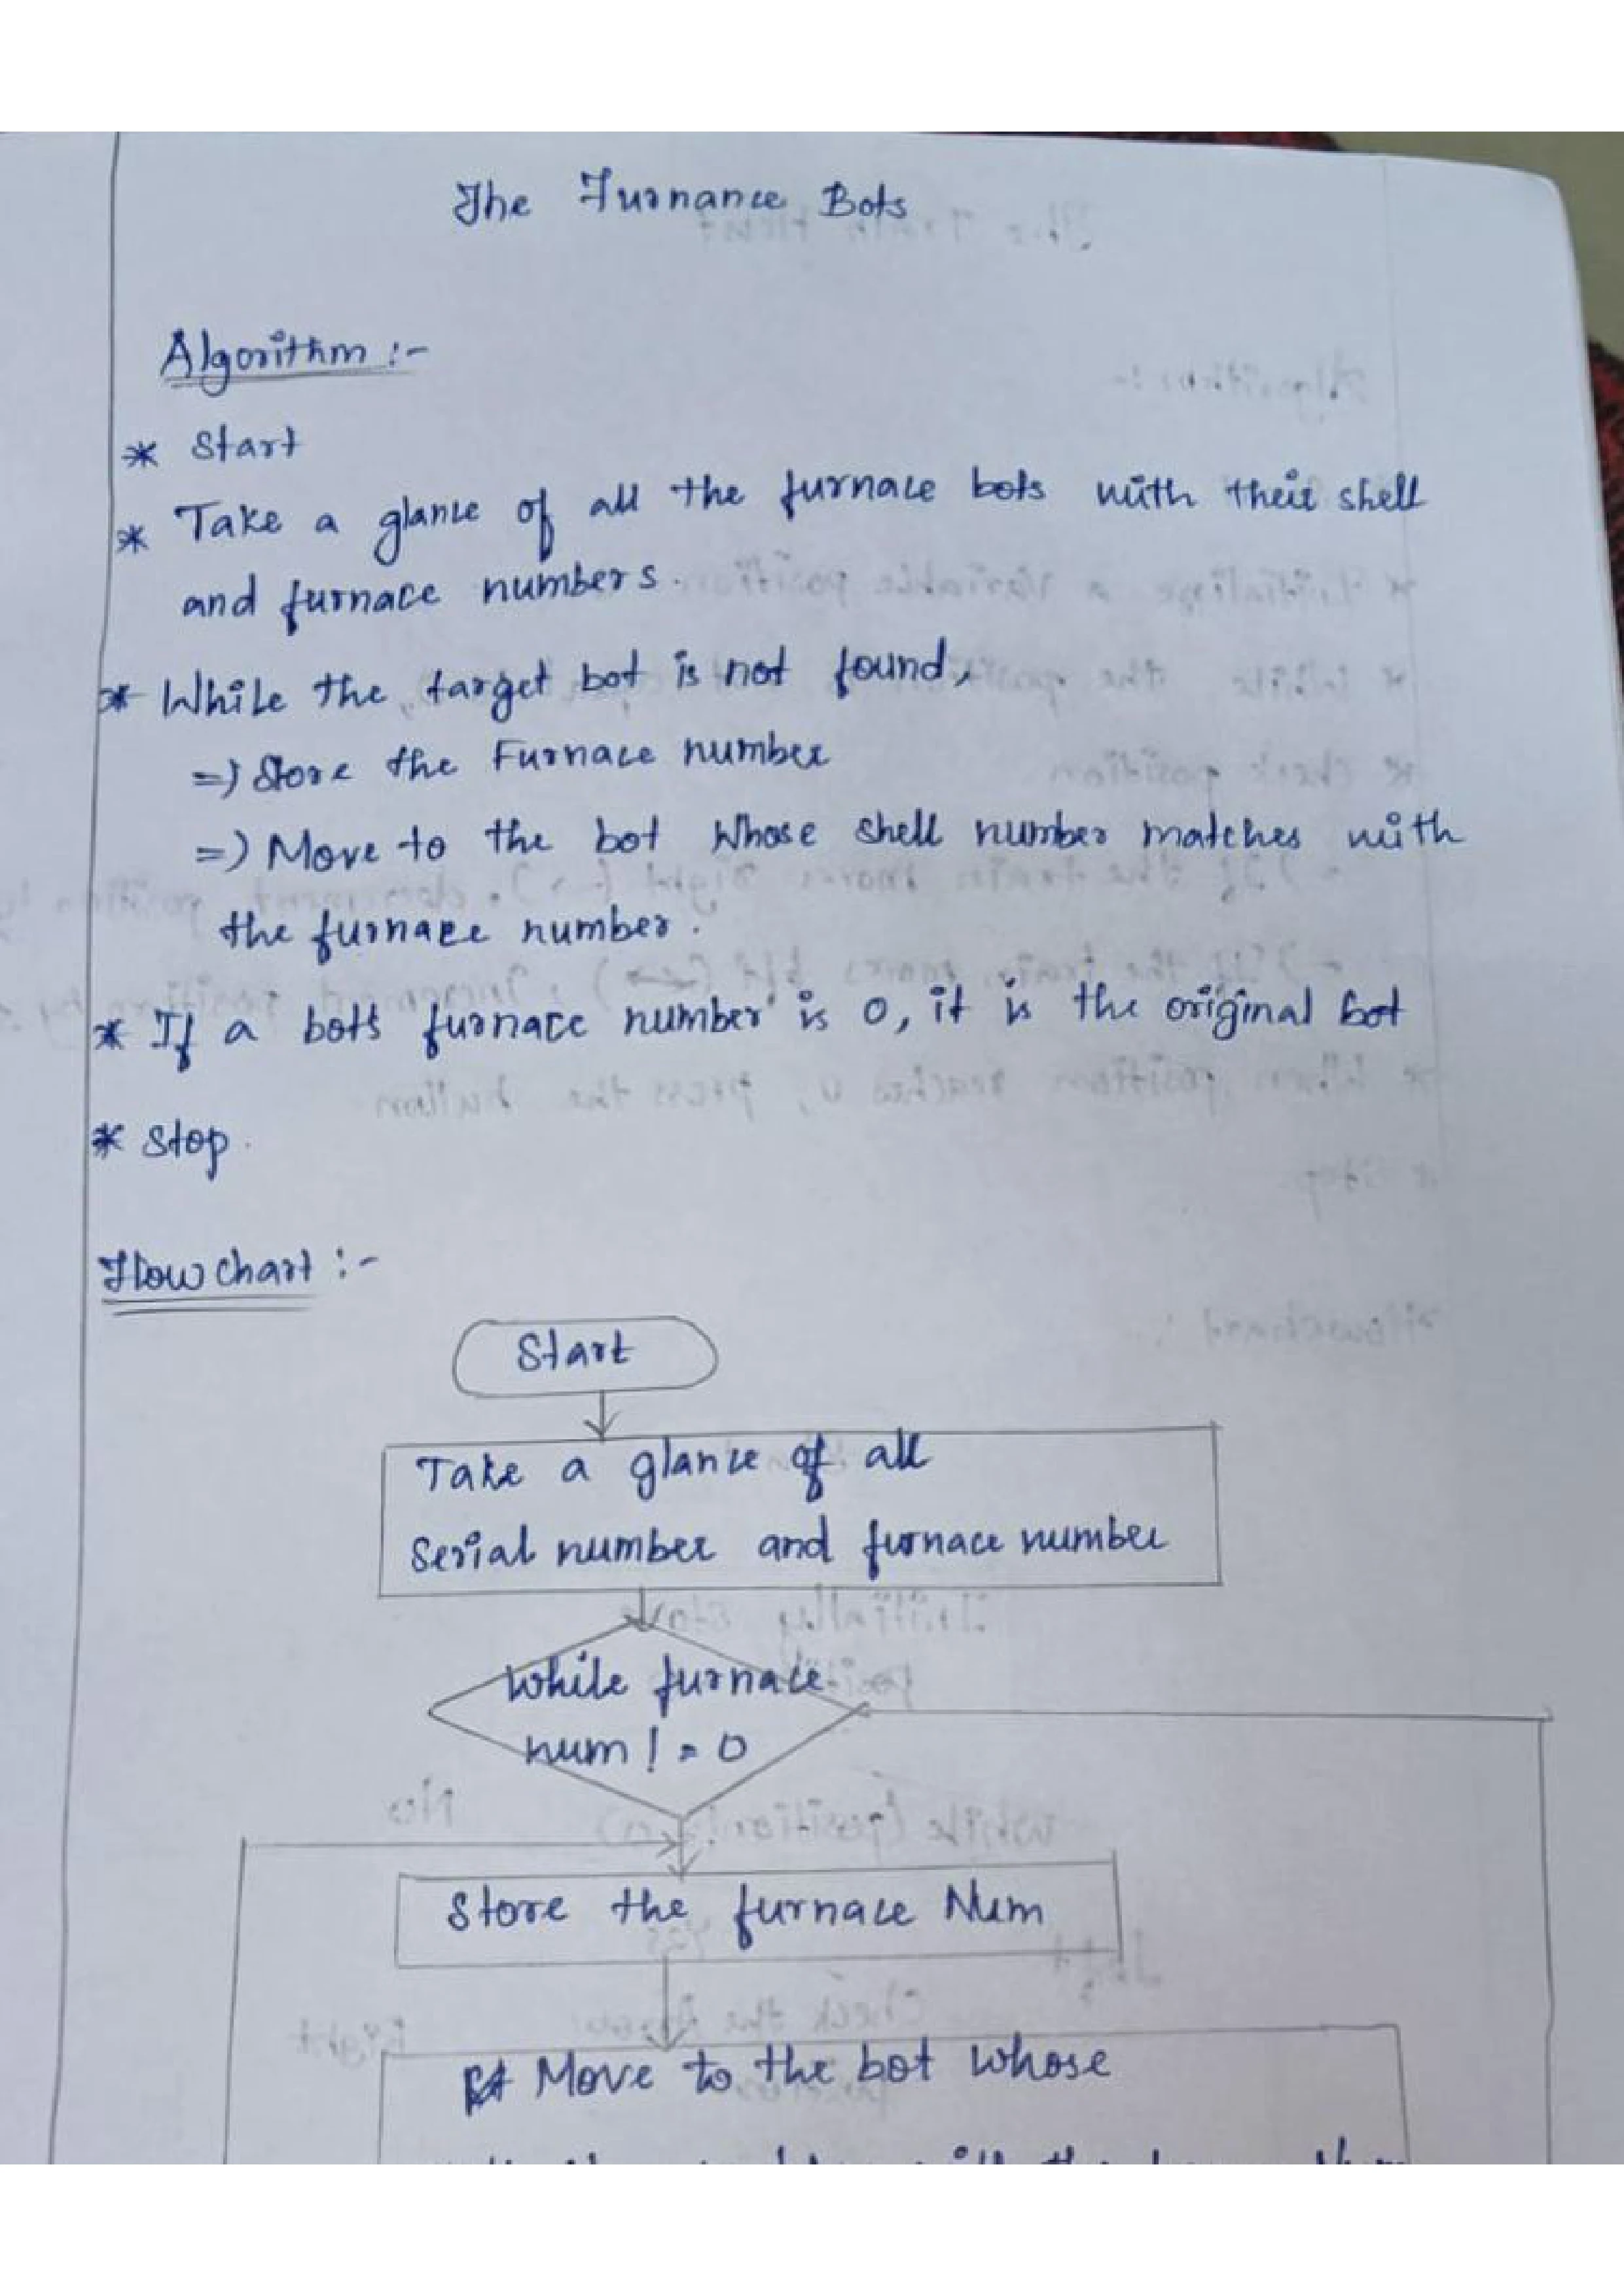 The Furnance Bots
Algorithm :-
* Start
* Take a glance of all the furnace bots with their shell
and furnace numbers.
* While the target bot is not found,
=) Store the Furnace number
=) Move to the bot whose shell number matches with
the furnace number.
* If a bots furnace number is 0, it is the original bot
* Stop.
Flow chart :-
Start
Take a glance of all
Serial number and furnace number
While furnace
num != 0
Store the furnace Num
Move to the bot whose